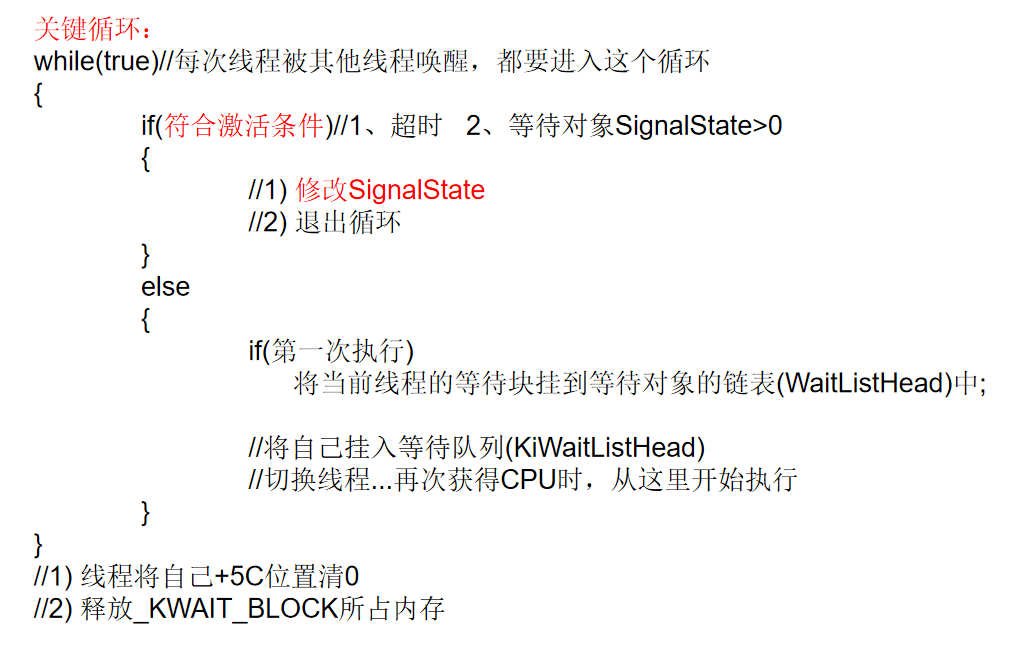 关键循环：
while(true)//每次线程被其他线程唤醒，都要进入这个循环
{
if(符合激活条件)//1、超时 2、等待对象SignalState>0
{
//1) 修改SignalState
//2) 退出循环
}
else
{
if(第一次执行)
将当前线程的等待块挂到等待对象的链表(WaitListHead)中;
//将自己挂入等待队列(KiWaitListHead)
//切换线程...再次获得CPU时，从这里开始执行
}
}
//1) 线程将自己+5C位置清0
//2) 释放_KWAIT_BLOCK所占内存